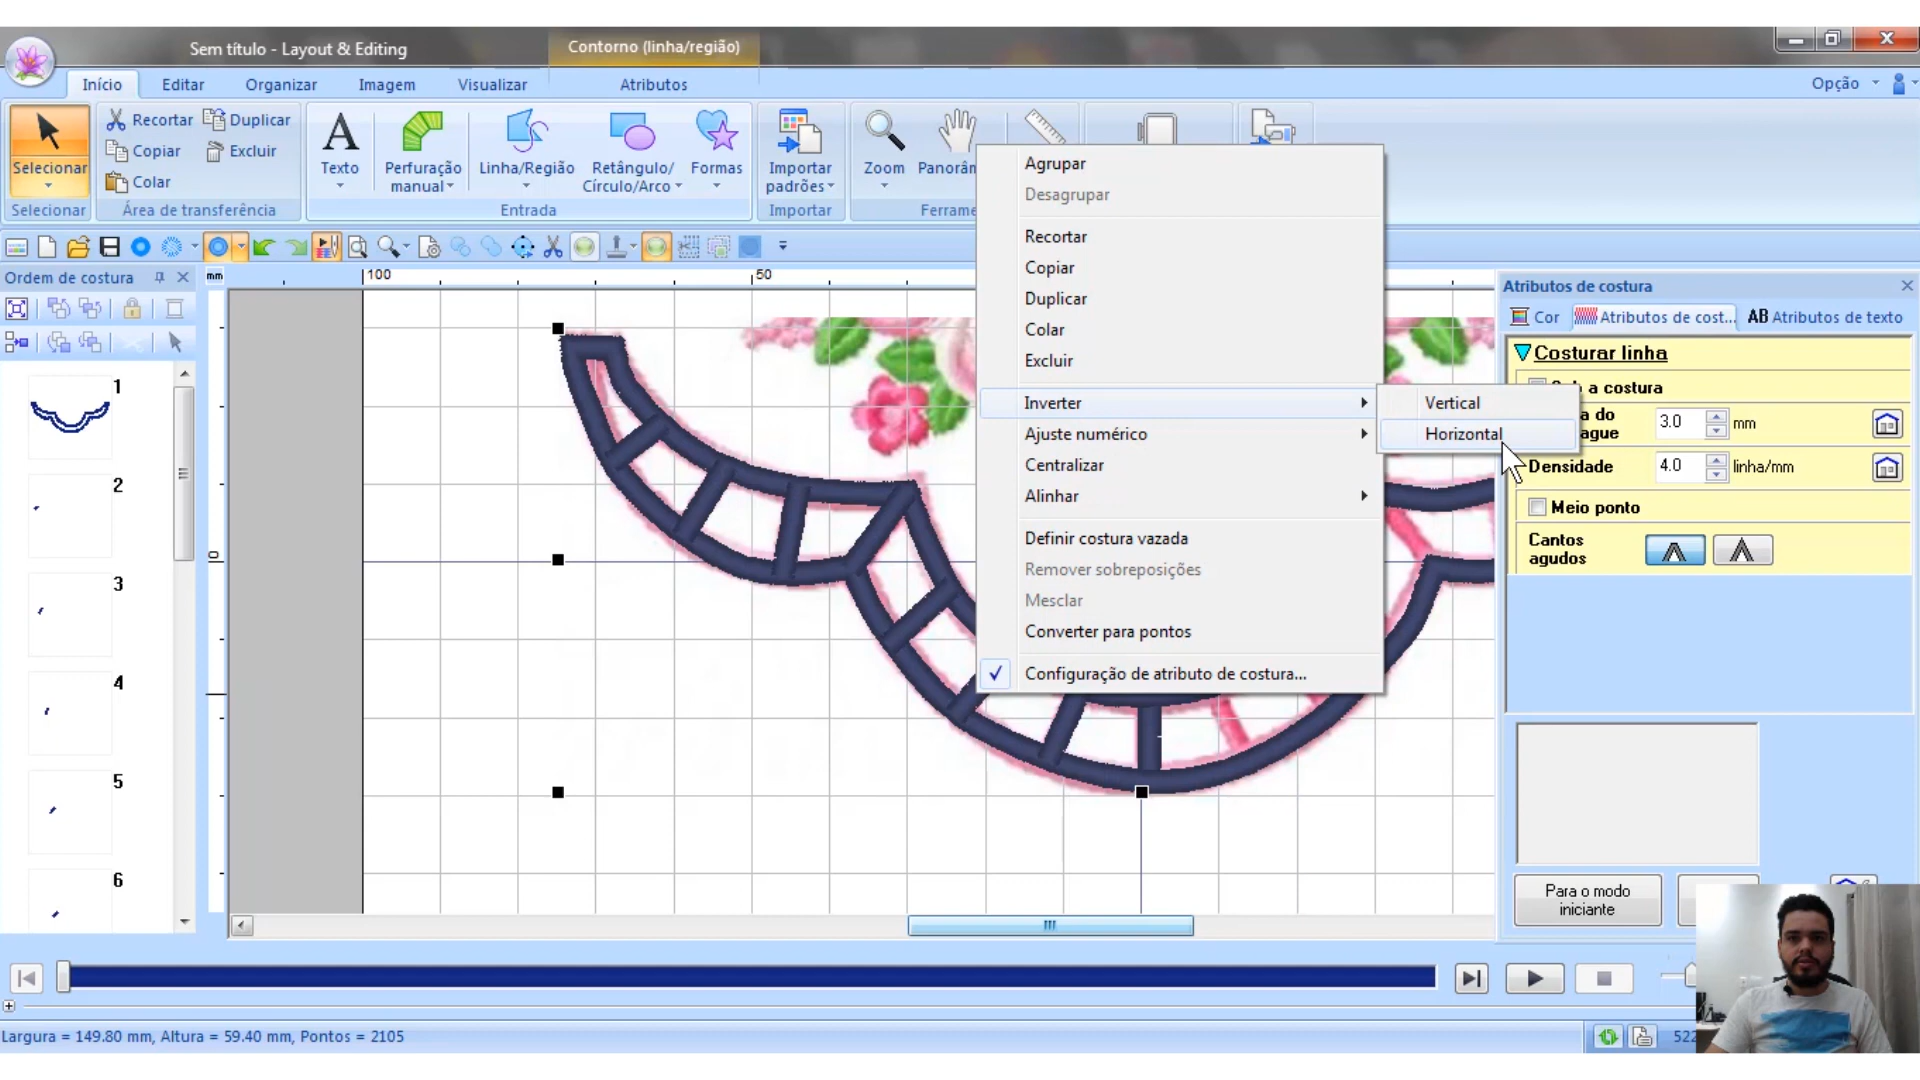 Sem título - Layout & Editing
Contorno (linha/região)
Início
Editar
Organizar
Imagem
Visualizar
Atributos
Opção
Selecionar
Recortar
Duplicar
Copiar
Excluir
Colar
A
Texto
Perfuração
manual
Linha/Região
Retângulo/
Círculo/Arco
Formas
Importar
padrões
Zoom
Selecionar
Área de transferência
Entrada
Importar
Ordem de costura
mm
100
50
0
1
2
3
4
5
6
Agrupar
Desagrupar
Recortar
Copiar
Duplicar
Colar
Excluir
Inverter
Ajuste numérico
Centralizar
Alinhar
Definir costura vazada
Remover sobreposições
Mesclar
Converter para pontos
Configuração de atributo de costura...
Vertical
Horizontal
Atributos de costura
Cor
Atributos de cost...
AB Atributos de texto
Costurar linha
a costura
do
3.0
mm
Densidade
4.0
linha/mm
Meio ponto
Cantos
agudos
Para o modo
iniciante
Largura = 149.80 mm, Altura = 59.40 mm, Pontos = 2105